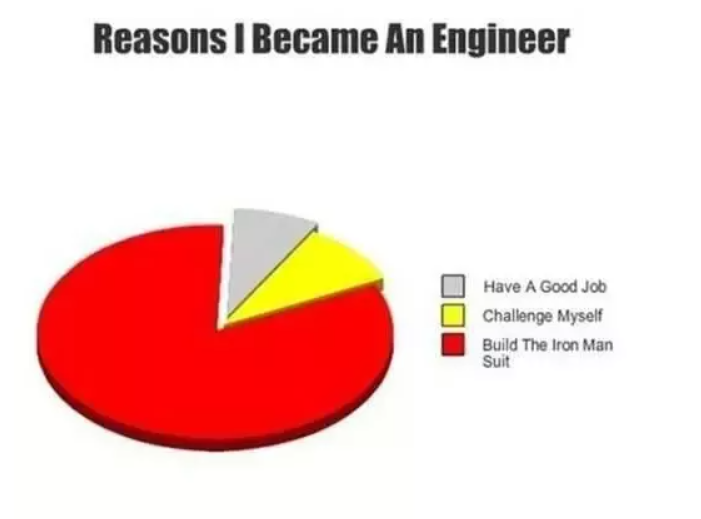 Reasons I Became An Engineer
Have A Good Job
Challenge Myself
Build The Iron Man
Suit